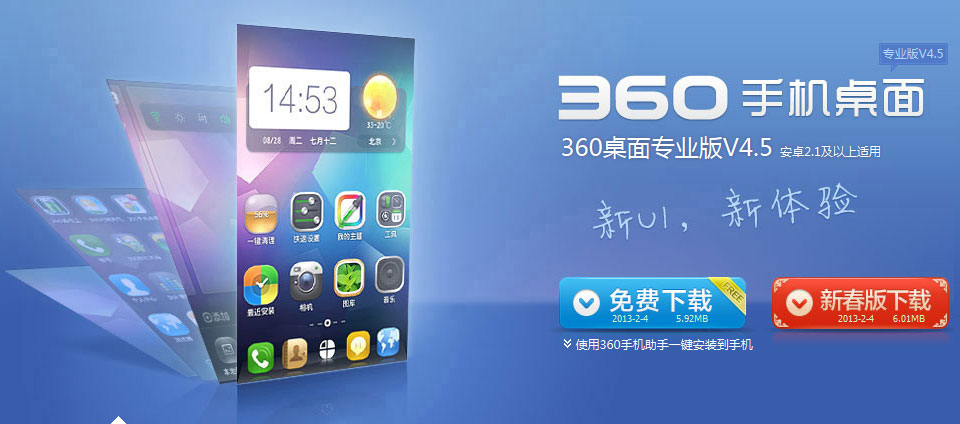 专业版V4.5
360手机桌面
360桌面专业版V4.5 安卓2.1及以上适用
新UI，新体验
免费下载
FREE
2013-2-4 5.92MB
新春版下载
2013-2-4 6.01MB
使用360手机助手一键安装到手机
14:53
33~20℃
08/28 周二 七月十二 北京
56%
一键清理 快速设置 我的主题 工具
最近安装 相机 图库 音乐
添加